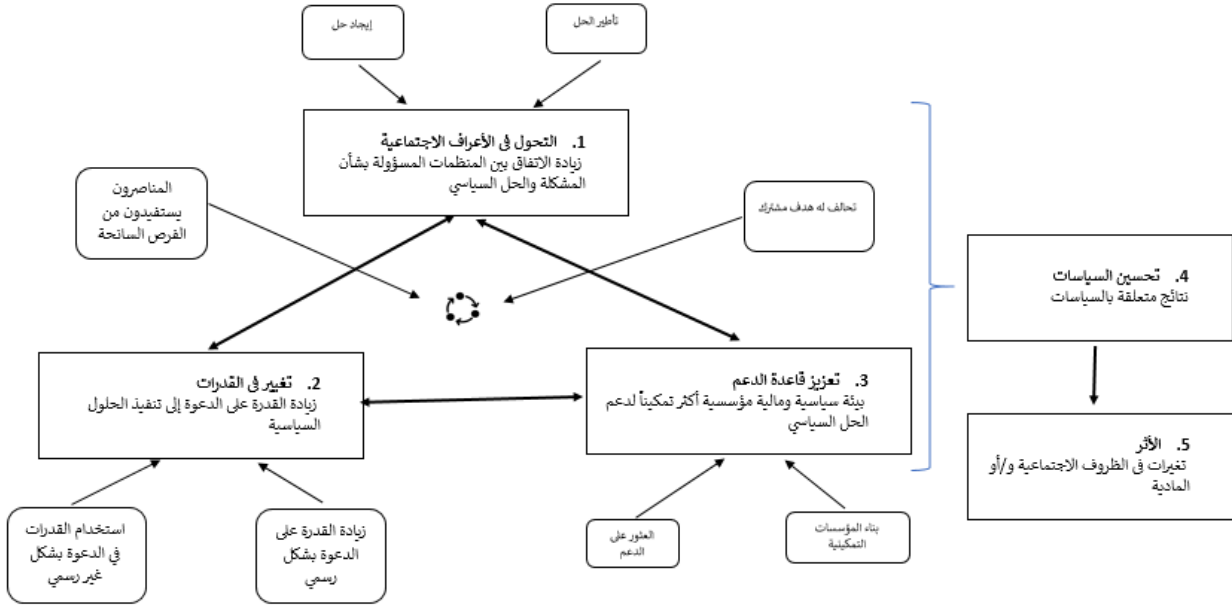 إيجاد حل
تأطير الحل
1. التحول في الأعراف الاجتماعية
زيادة الاتفاق بين المنظمات المسؤولة بشأن
المشكلة والحل السياسي
المناصرون
يستفيدون من
الفرص السانحة
تحالف له هدف مشترك
2. تغيير في القدرات
زيادة القدرة على الدعوة إلى تنفيذ الحلول
السياسية
3. تعزيز قاعدة الدعم
بيئة سياسية ومالية مؤسسية أكثر تمكيناً لدعم
الحل السياسي
استخدام القدرات
في الدعوة بشكل
غير رسمي
زيادة القدرة على
الدعوة بشكل
رسمي
العثور على
الدعم
بناء المؤسسات
التمكيلية
4. تحسين السياسات
نتائج متعلقة بالسياسات
5. الأثر
تغيرات في الظروف الاجتماعية و/أو
المادية